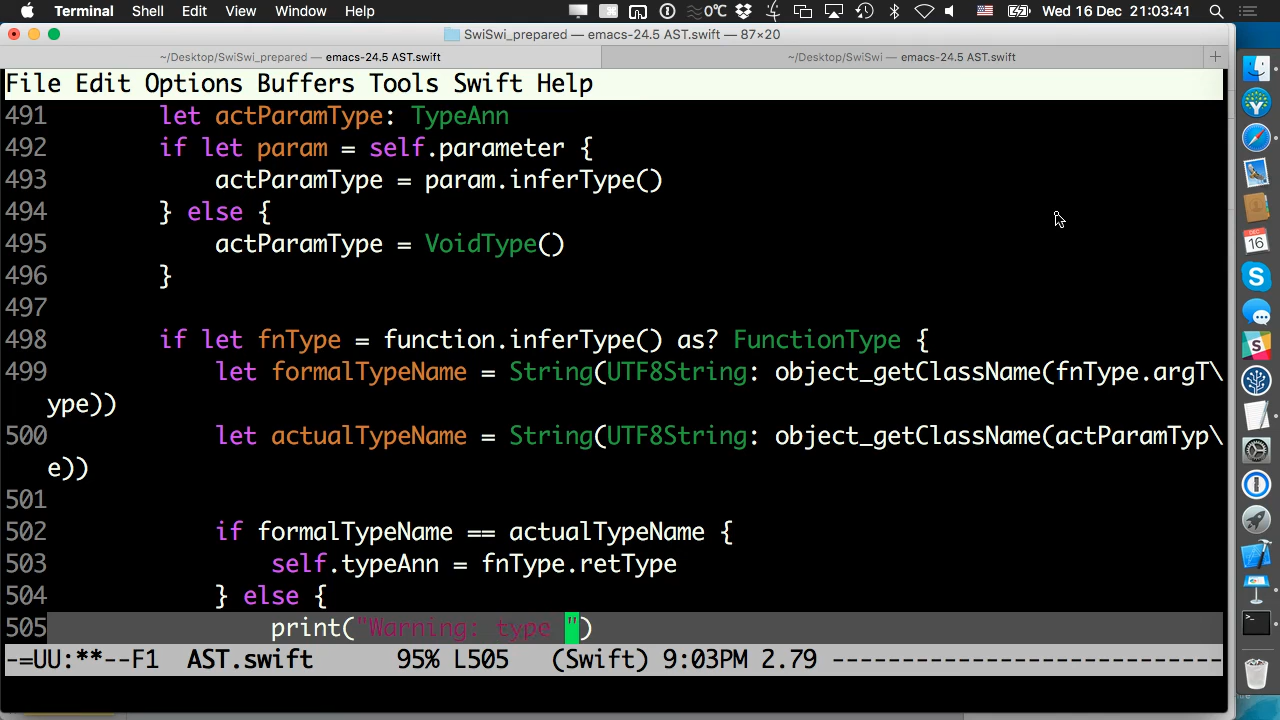 Terminal Shell Edit View Window Help 0℃ Wed 16 Dec 21:03:41
SwiSwi_prepared — emacs-24.5 AST.swift — 87×20
~/Desktop/SwiSwi_prepared — emacs-24.5 AST.swift ~/Desktop/SwiSwi — emacs-24.5 AST.swift
File Edit Options Buffers Tools Swift Help
491 let actParamType: TypeAnn
492 if let param = self.parameter {
493 actParamType = param.inferType()
494 } else {
495 actParamType = VoidType()
496 }
497
498 if let fnType = function.inferType() as? FunctionType {
499 let formalTypeName = String(UTF8String: object_getClassName(fnType.argT\
ype))
500 let actualTypeName = String(UTF8String: object_getClassName(actParamTyp\
e))
501
502 if formalTypeName == actualTypeName {
503 self.typeAnn = fnType.retType
504 } else {
505 print("Warning: type ")
-=UU:**--F1 AST.swift 95% L505 (Swift) 9:03PM 2.79 ----------------------------
DEC
16